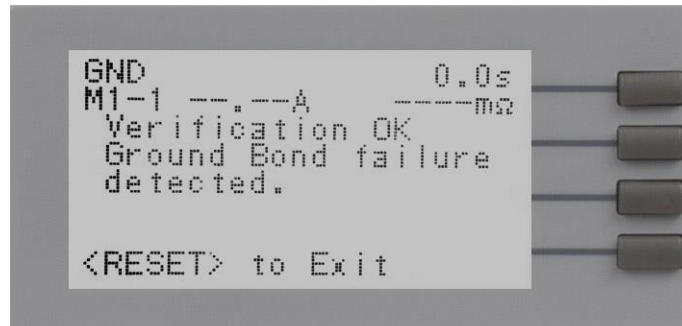 GND 0.0s
M1-1 --.--A ----mΩ
Verification OK
Ground Bond failure
detected.
<RESET> to Exit